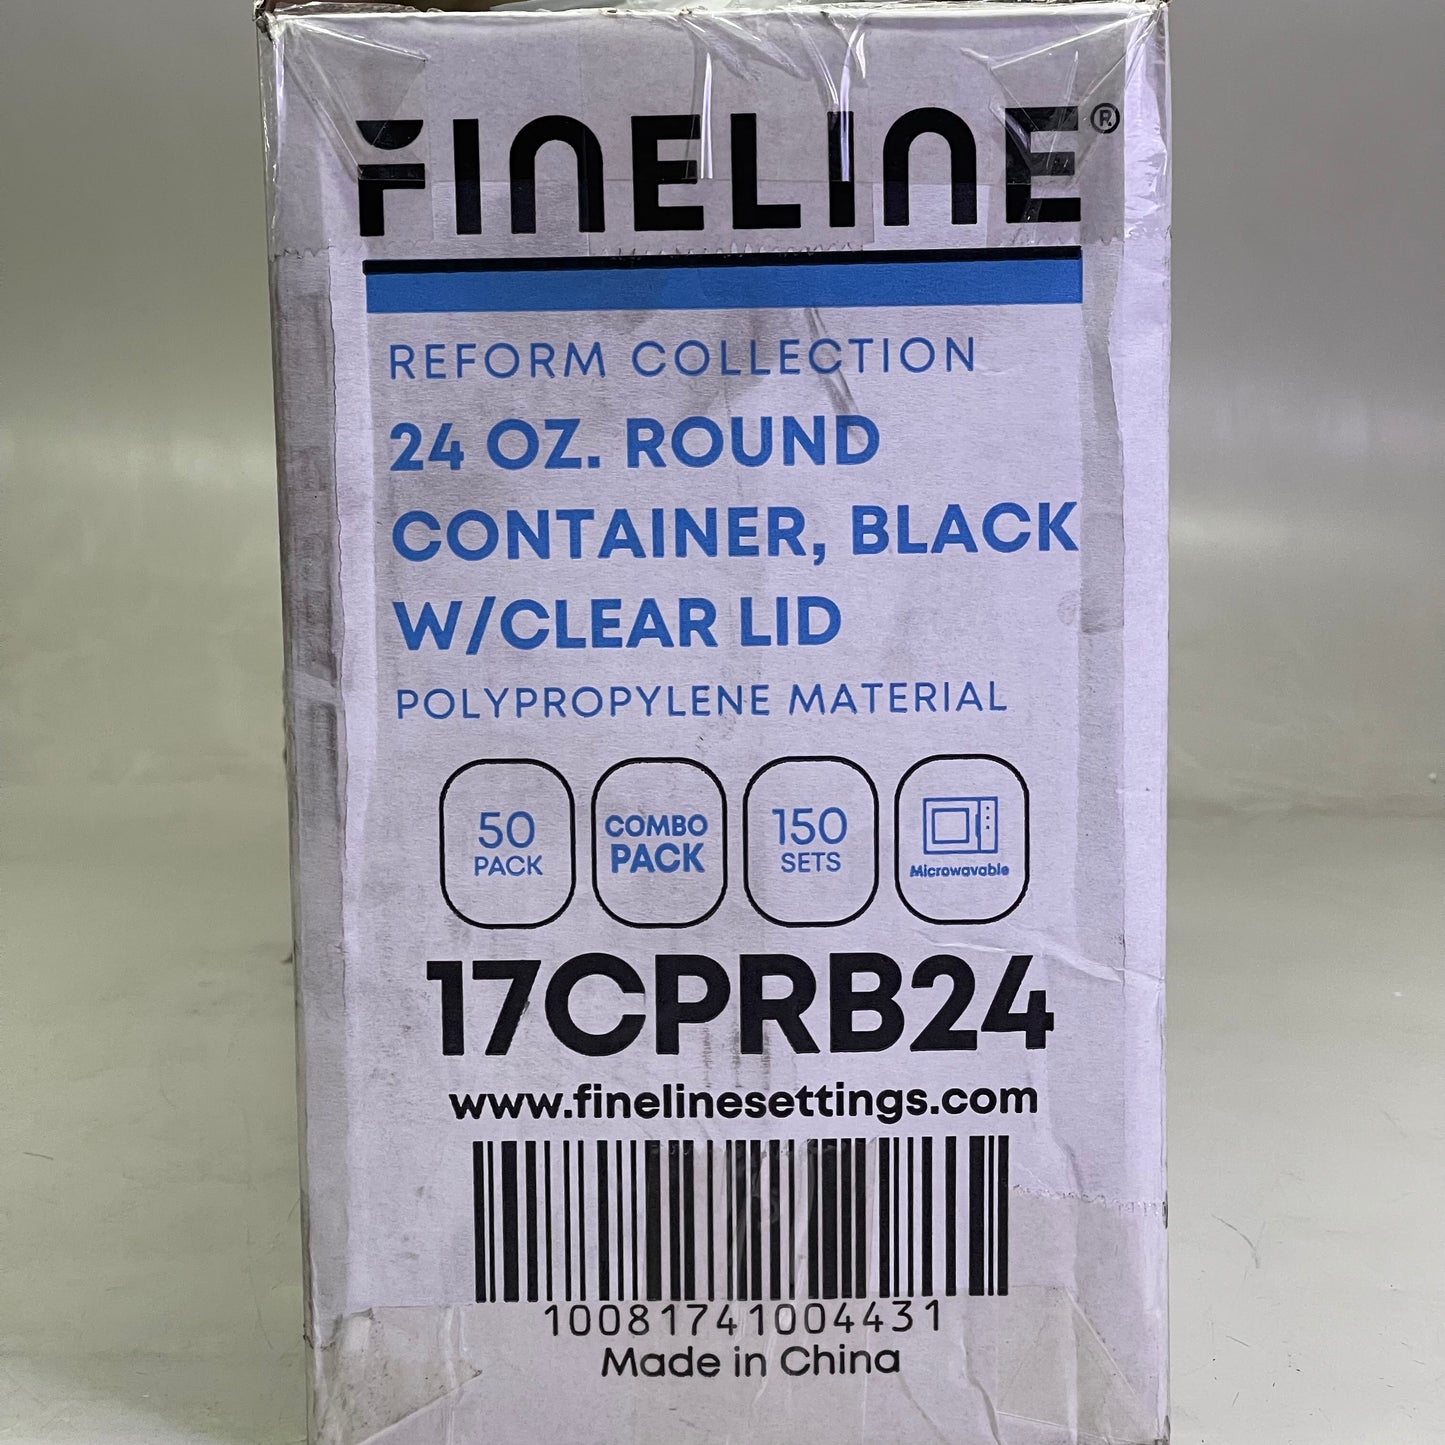 FINELINE®
REFORM COLLECTION
24 OZ. ROUND
CONTAINER, BLACK
W/CLEAR LID
POLYPROPYLENE MATERIAL
50
PACK
COMBO
PACK
150
SETS
Microwavable
17CPRB24
www.finelinesettings.com
10081741004431
Made in China